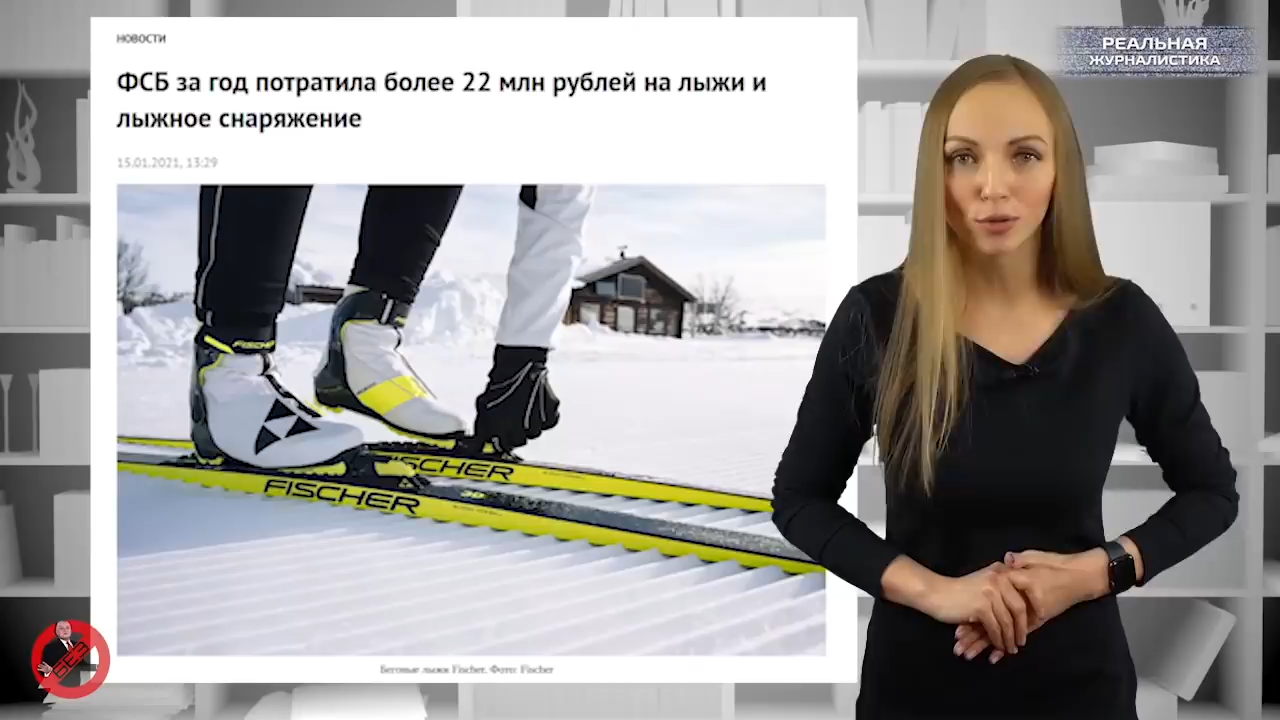 НОВОСТИ
ФСБ за год потратила более 22 млн рублей на лыжи и
лыжное снаряжение
15.01.2021, 13:29
РЕАЛЬНАЯ
ЖУРНАЛИСТИКА
FISCHER
FISCHER
FISCHER
Беговые лыжи Fischer. Фото: Fischer